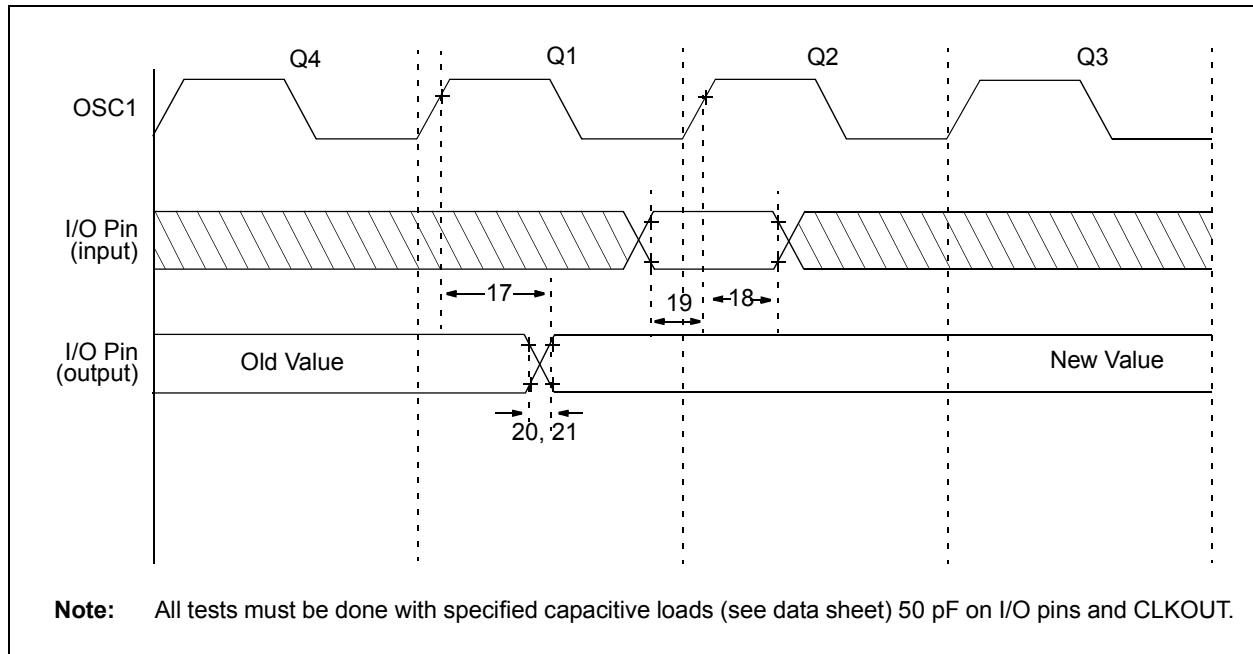 Q4 Q1 Q2 Q3
OSC1
I/O Pin
(input)
17 19 18
I/O Pin
(output)
Old Value New Value
20, 21
Note: All tests must be done with specified capacitive loads (see data sheet) 50 pF on I/O pins and CLKOUT.